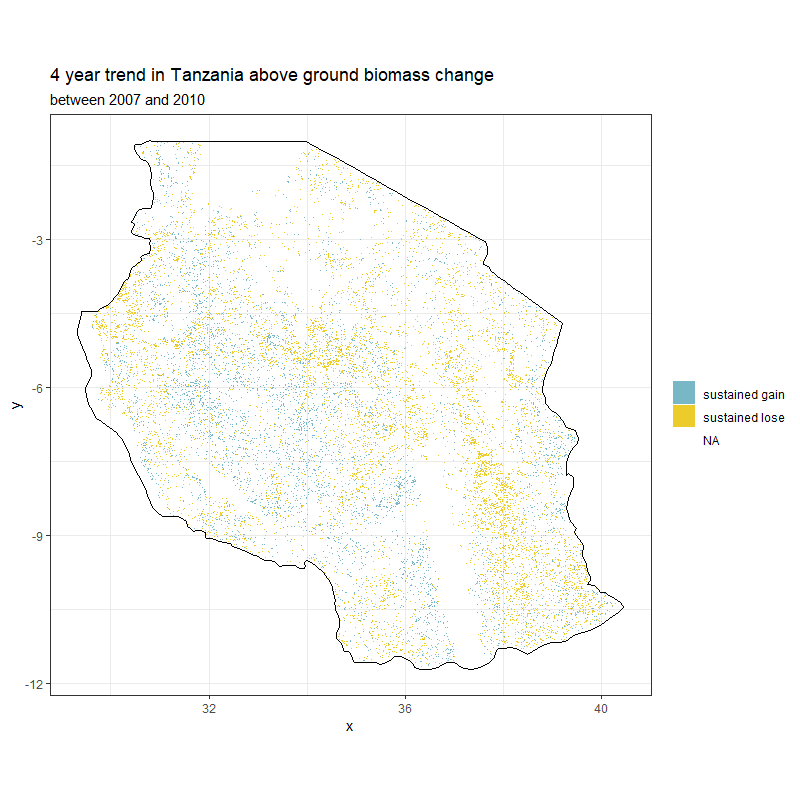 4 year trend in Tanzania above ground biomass change
between 2007 and 2010
-3
-6
-9
-12
y
32
36
40
x
sustained gain
sustained lose
NA